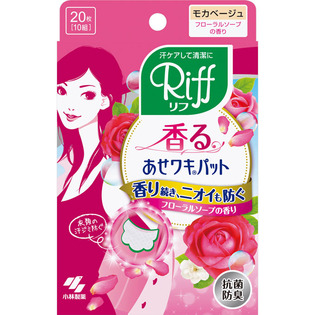 20枚
[10組]
モカベージュ
フローラルソープ
の香り
汗ケアして清潔に
Riff
リフ
香る
あせワキ®パット
香り続き、ニオイも防ぐ
フローラルソープの香り
衣類の
汗ジミ防ぐ
抗菌
防臭
小林製薬